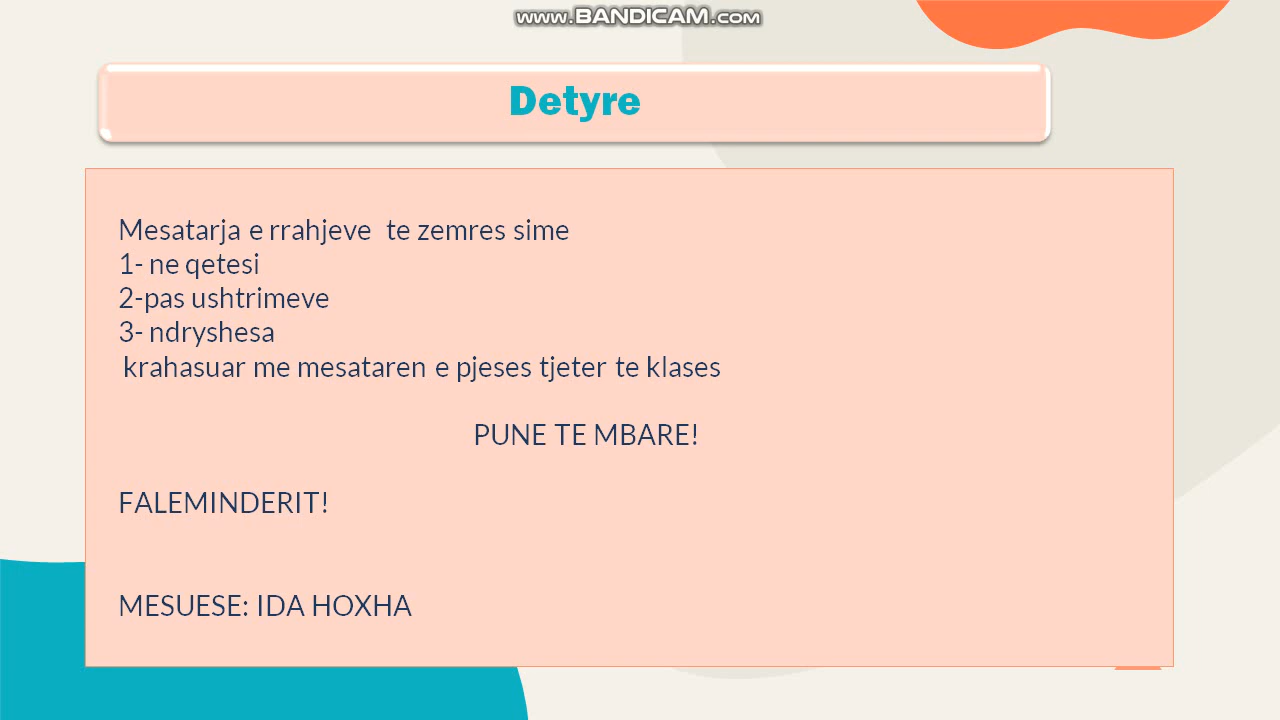 www.BANDICAM.com
Detyre
Mesatarja e rrahjeve te zemres sime
1- ne qetesi
2-pas ushtrimeve
3- ndryshesa
krahasuar me mesataren e pjeses tjeter te klases
PUNE TE MBARE!
FALEMINDERIT!
MESUESE: IDA HOXHA